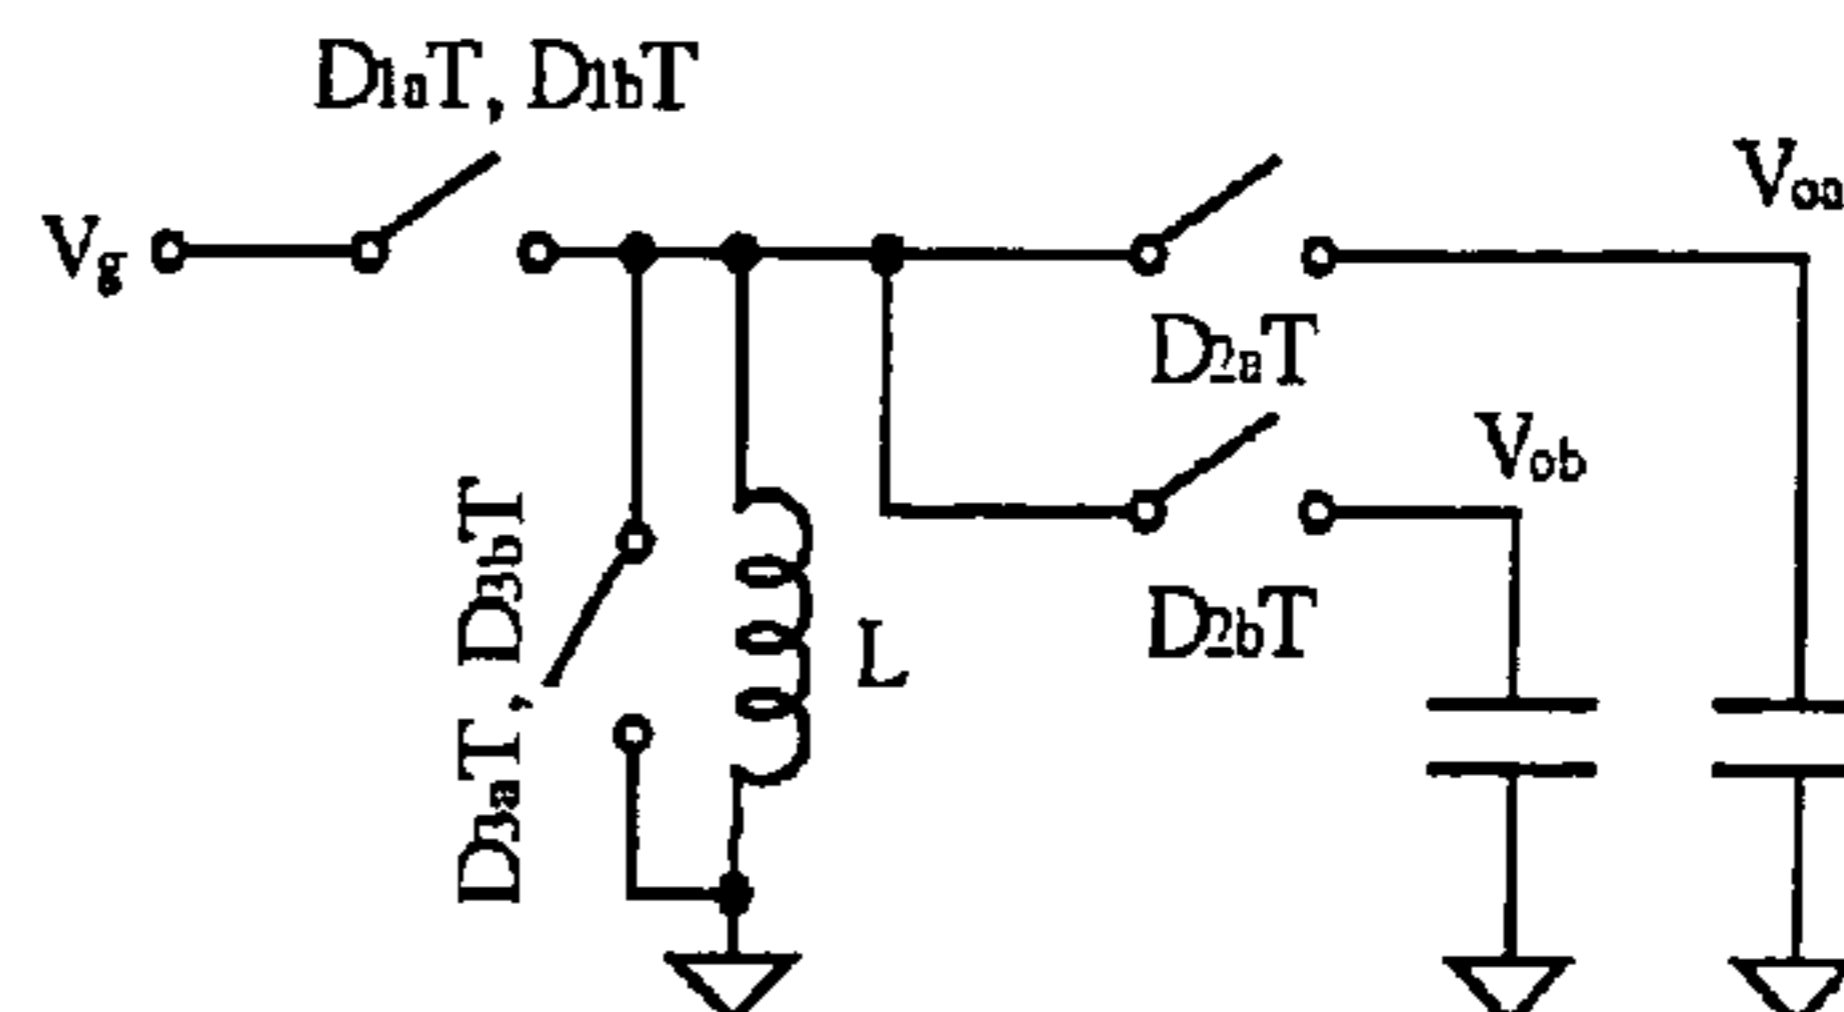 D1aT, D1bT
Vg
Voa
D2aT
Vob
D3aT, D3bT
L
D2bT